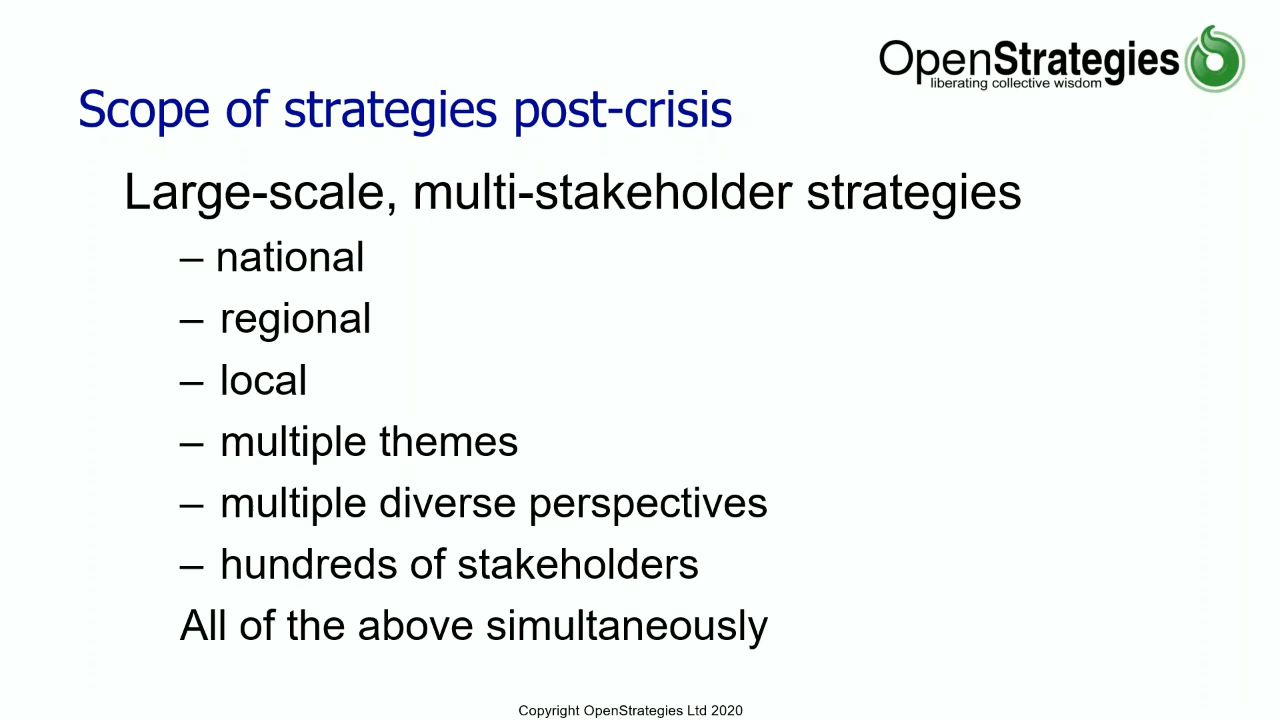 OpenStrategies
liberating collective wisdom
Scope of strategies post-crisis
Large-scale, multi-stakeholder strategies
– national
– regional
– local
– multiple themes
– multiple diverse perspectives
– hundreds of stakeholders
All of the above simultaneously
Copyright OpenStrategies Ltd 2020